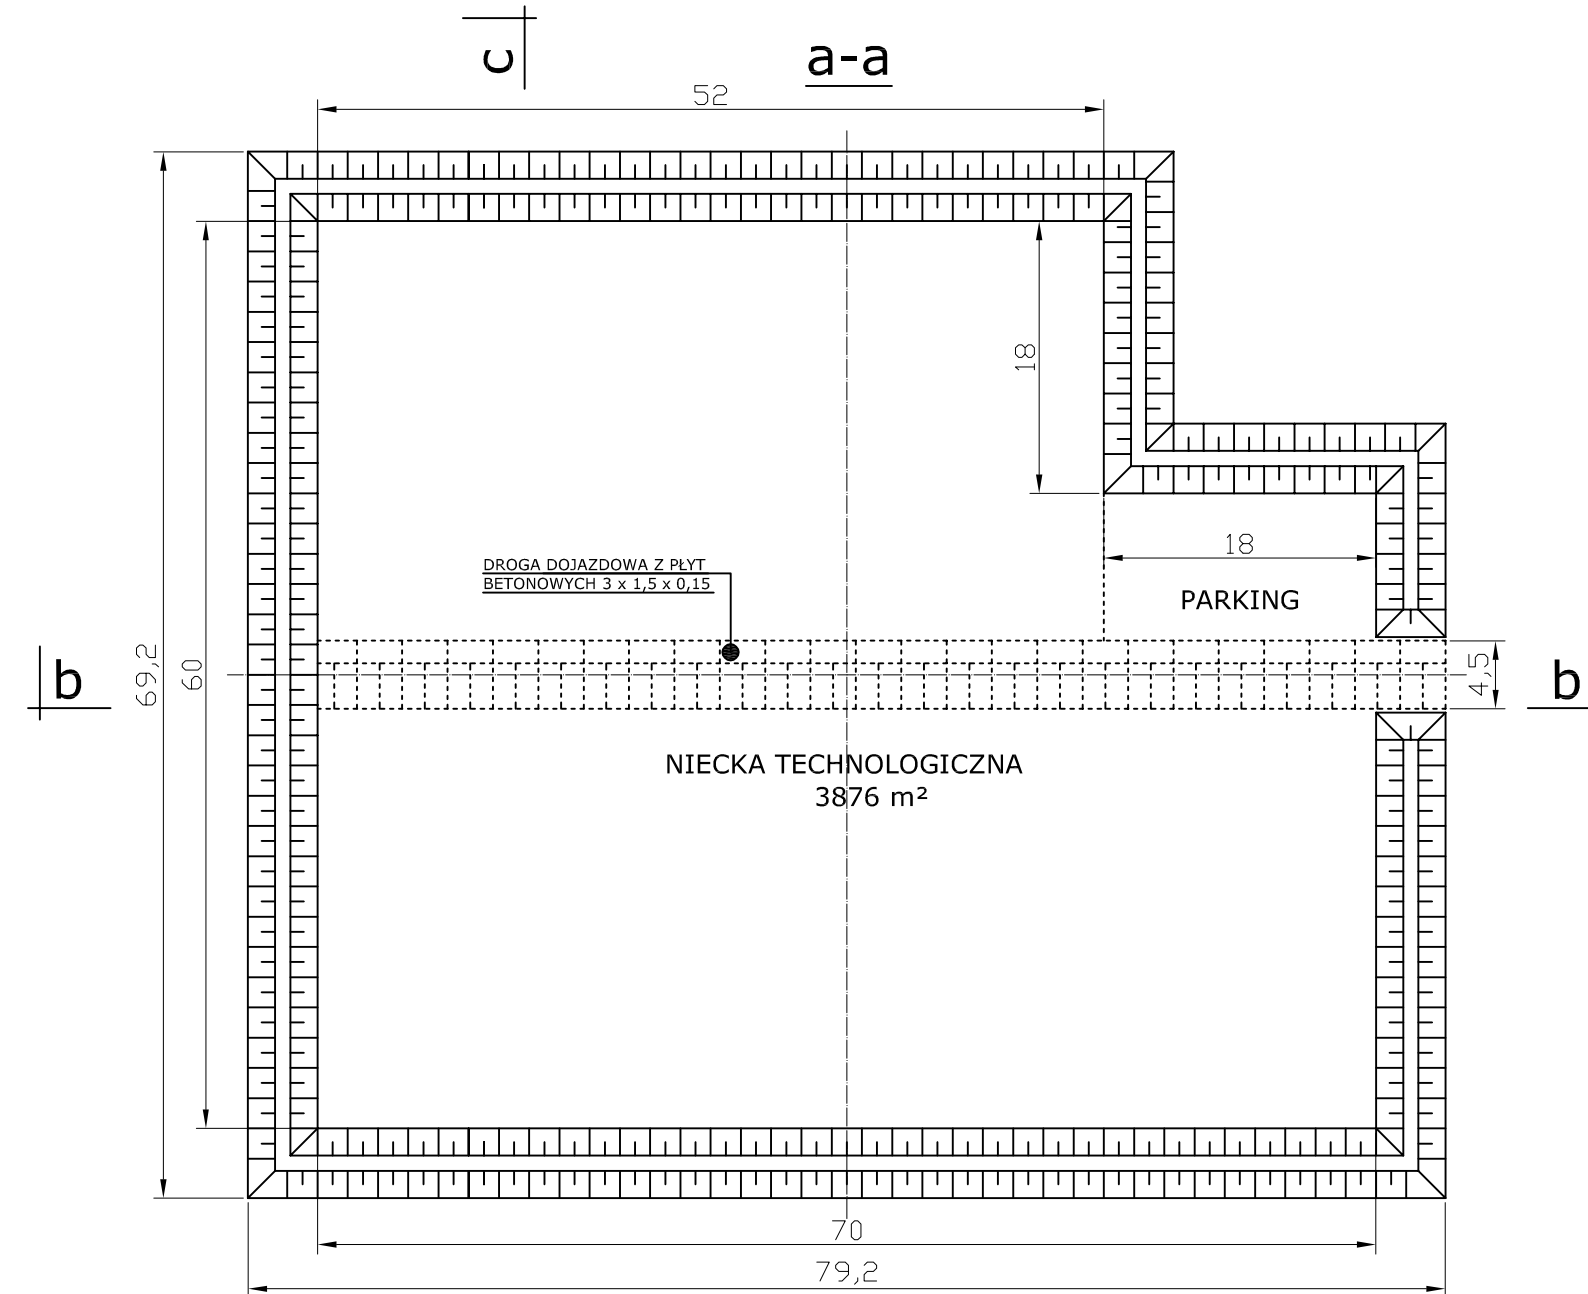 c
a-a
52
18
18
DROGA DOJAZDOWA Z PŁYT
BETONOWYCH 3 x 1,5 x 0,15
PARKING
69,2
60
4,5
b
b
NIECKA TECHNOLOGICZNA
3876 m²
70
79,2